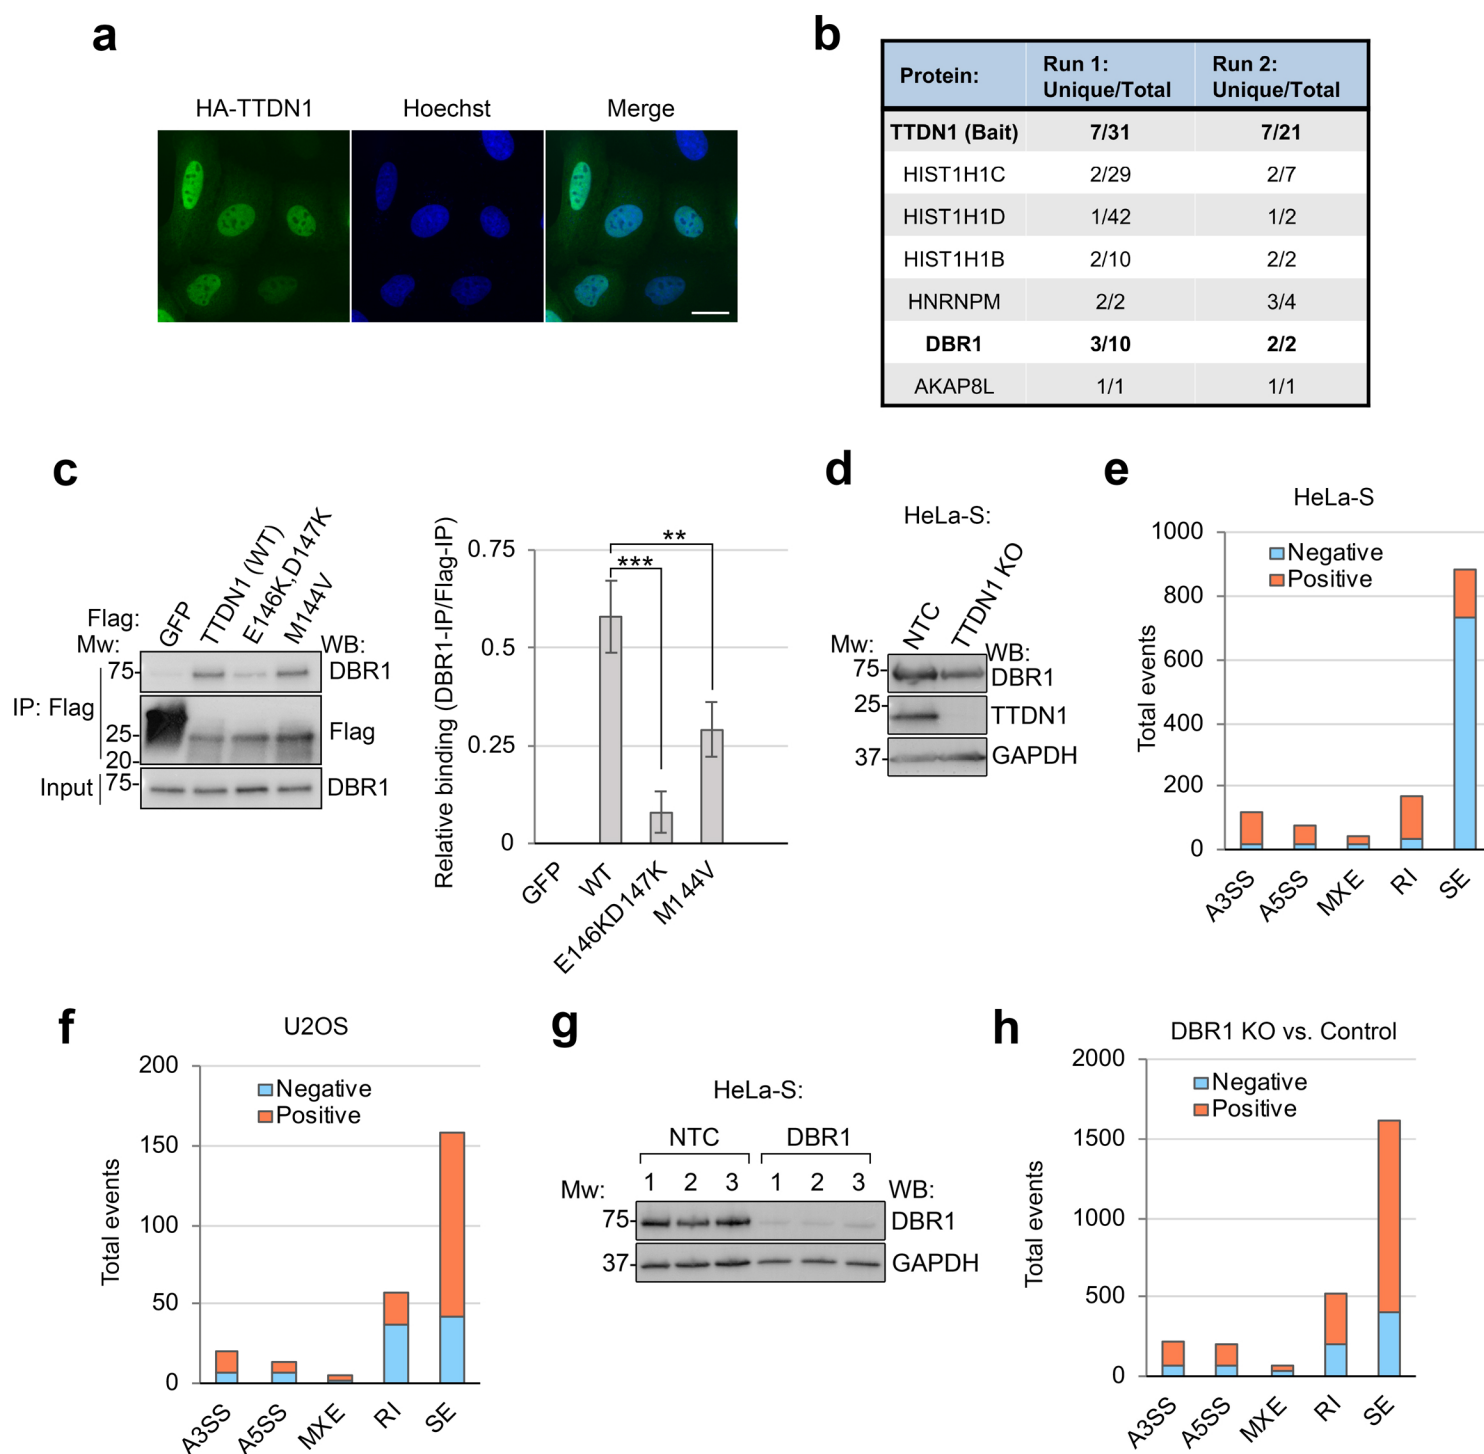 a
HA-TTDN1 Hoechst Merge
b
Protein: Run 1: Unique/Total Run 2: Unique/Total
TTDN1 (Bait) 7/31 7/21
HIST1H1C 2/29 2/7
HIST1H1D 1/42 1/2
HIST1H1B 2/10 2/2
HNRNPM 2/2 3/4
DBR1 3/10 2/2
AKAP8L 1/1 1/1
c
Flag: GFP TTDN1 (WT) E146K,D147K M144V
Mw: WB:
IP: Flag
75- DBR1
25- Flag
20-
Input 75- DBR1
Relative binding (DBR1-IP/Flag-IP)
0.75
0.5
0.25
0
** 
***
GFP WT E146KD147K M144V
d
HeLa-S:
NTC TTDN1 KO
Mw: WB:
75- DBR1
25- TTDN1
37- GAPDH
e
HeLa-S
Total events
1000
800
600
400
200
0
Negative
Positive
A3SS A5SS MXE RI SE
f
U2OS
Total events
200
150
100
50
0
Negative
Positive
A3SS A5SS MXE RI SE
g
HeLa-S:
NTC DBR1
Mw: 1 2 3 1 2 3 WB:
75- DBR1
37- GAPDH
h
DBR1 KO vs. Control
Total events
2000
1500
1000
500
0
Negative
Positive
A3SS A5SS MXE RI SE